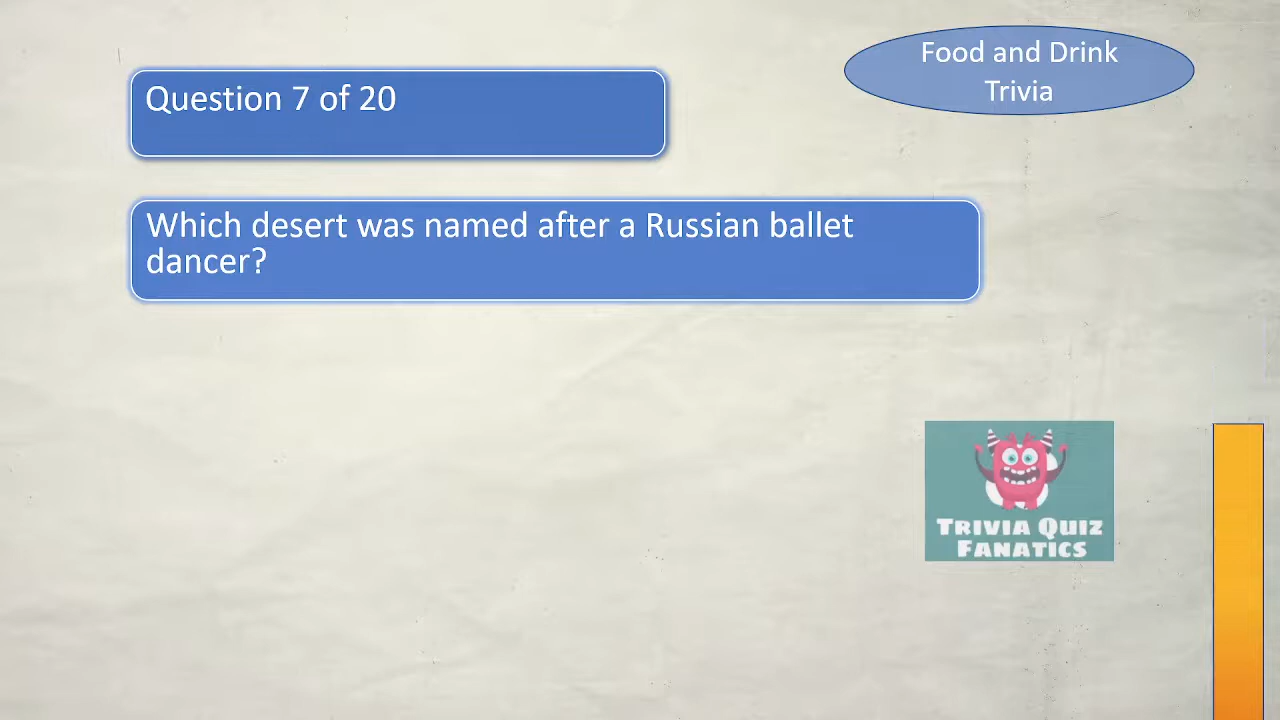 Food and Drink
Trivia
Question 7 of 20
Which desert was named after a Russian ballet
dancer?
TRIVIA QUIZ
FANATICS